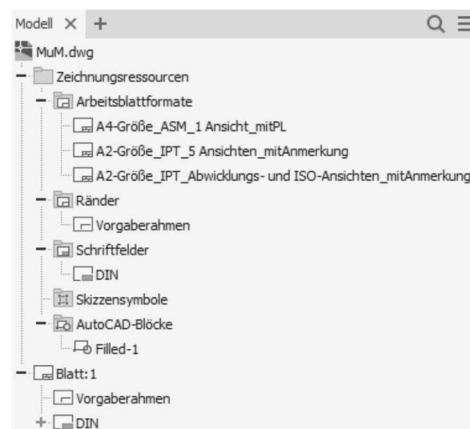 Modell
MuM.dwg
Zeichnungsressourcen
Arbeitsblattformate
A4-Größe_ASM_1 Ansicht_mitPL
A2-Größe_IPT_5 Ansichten_mitAnmerkung
A2-Größe_IPT_Abwicklungs- und ISO-Ansichten_mitAnmerkung
Ränder
Vorgaberahmen
Schriftfelder
DIN
Skizzensymbole
AutoCAD-Blöcke
Filled-1
Blatt:1
Vorgaberahmen
DIN